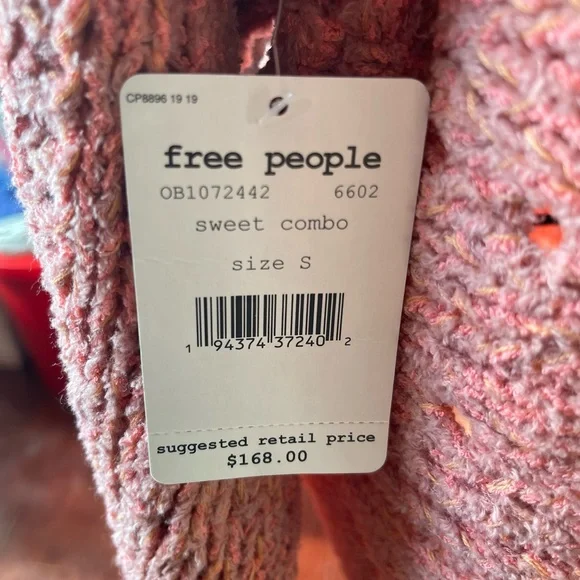 CP8896 19 19
free people
OB1072442 6602
sweet combo
size S
1 94374 37240 2
suggested retail price
$168.00